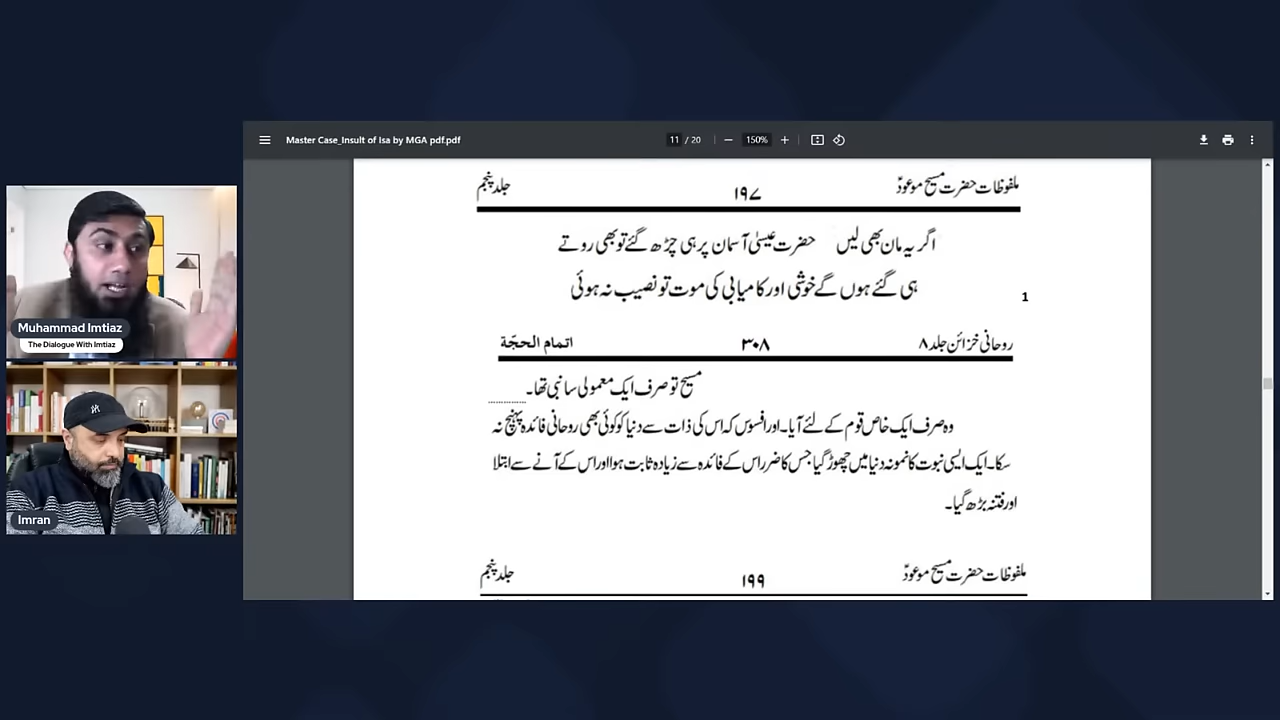 Master Case_Insult of Isa by MGA pdf.pdf
11 / 20
150%
ملفوظات حضرت مسیح موعودؑ ۱۹۷ جلد پنجم
اگر یہ مان بھی لیں حضرت عیسیٰ آسمان پر ہی چڑھ گئے تو بھی روتے
ہی گئے ہوں گے خوشی اور کامیابی کی موت تو نصیب نہ ہوئی
1
روحانی خزائن جلد ۸ ۳۰۸ اتمام الحجّة
مسیح تو صرف ایک معمولی سا نبی تھا۔
وہ صرف ایک خاص قوم کے لئے آیا۔ اور افسوس کہ اس کی ذات سے دنیا کو کوئی بھی روحانی فائدہ پہنچ نہ
سکا۔ ایک ایسی نبوت کا نمونہ دنیا میں چھوڑ گیا جس کا ضرر اس کے فائدہ سے زیادہ ثابت ہوا اور اس کے آنے سے ابتلا
اور فتنہ بڑھ گیا۔
ملفوظات حضرت مسیح موعودؑ ۱۹۹ جلد پنجم
Muhammad Imtiaz
The Dialogue With Imtiaz
Imran